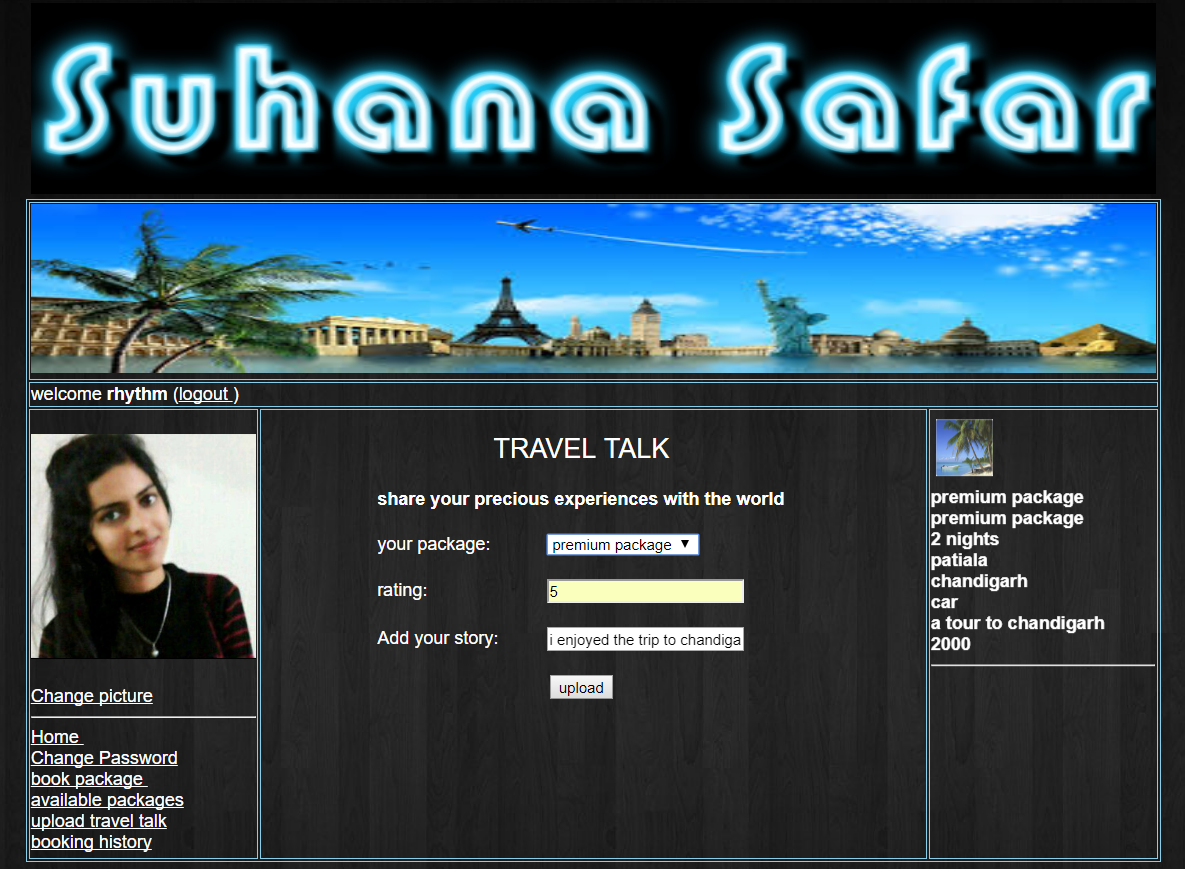 Suhana Safar
welcome rhythm (logout )
Change picture
Home
Change Password
book package
available packages
upload travel talk
booking history
TRAVEL TALK
share your precious experiences with the world
your package: premium package ▼
rating: 5
Add your story: i enjoyed the trip to chandiga
upload
premium package
premium package
2 nights
patiala
chandigarh
car
a tour to chandigarh
2000